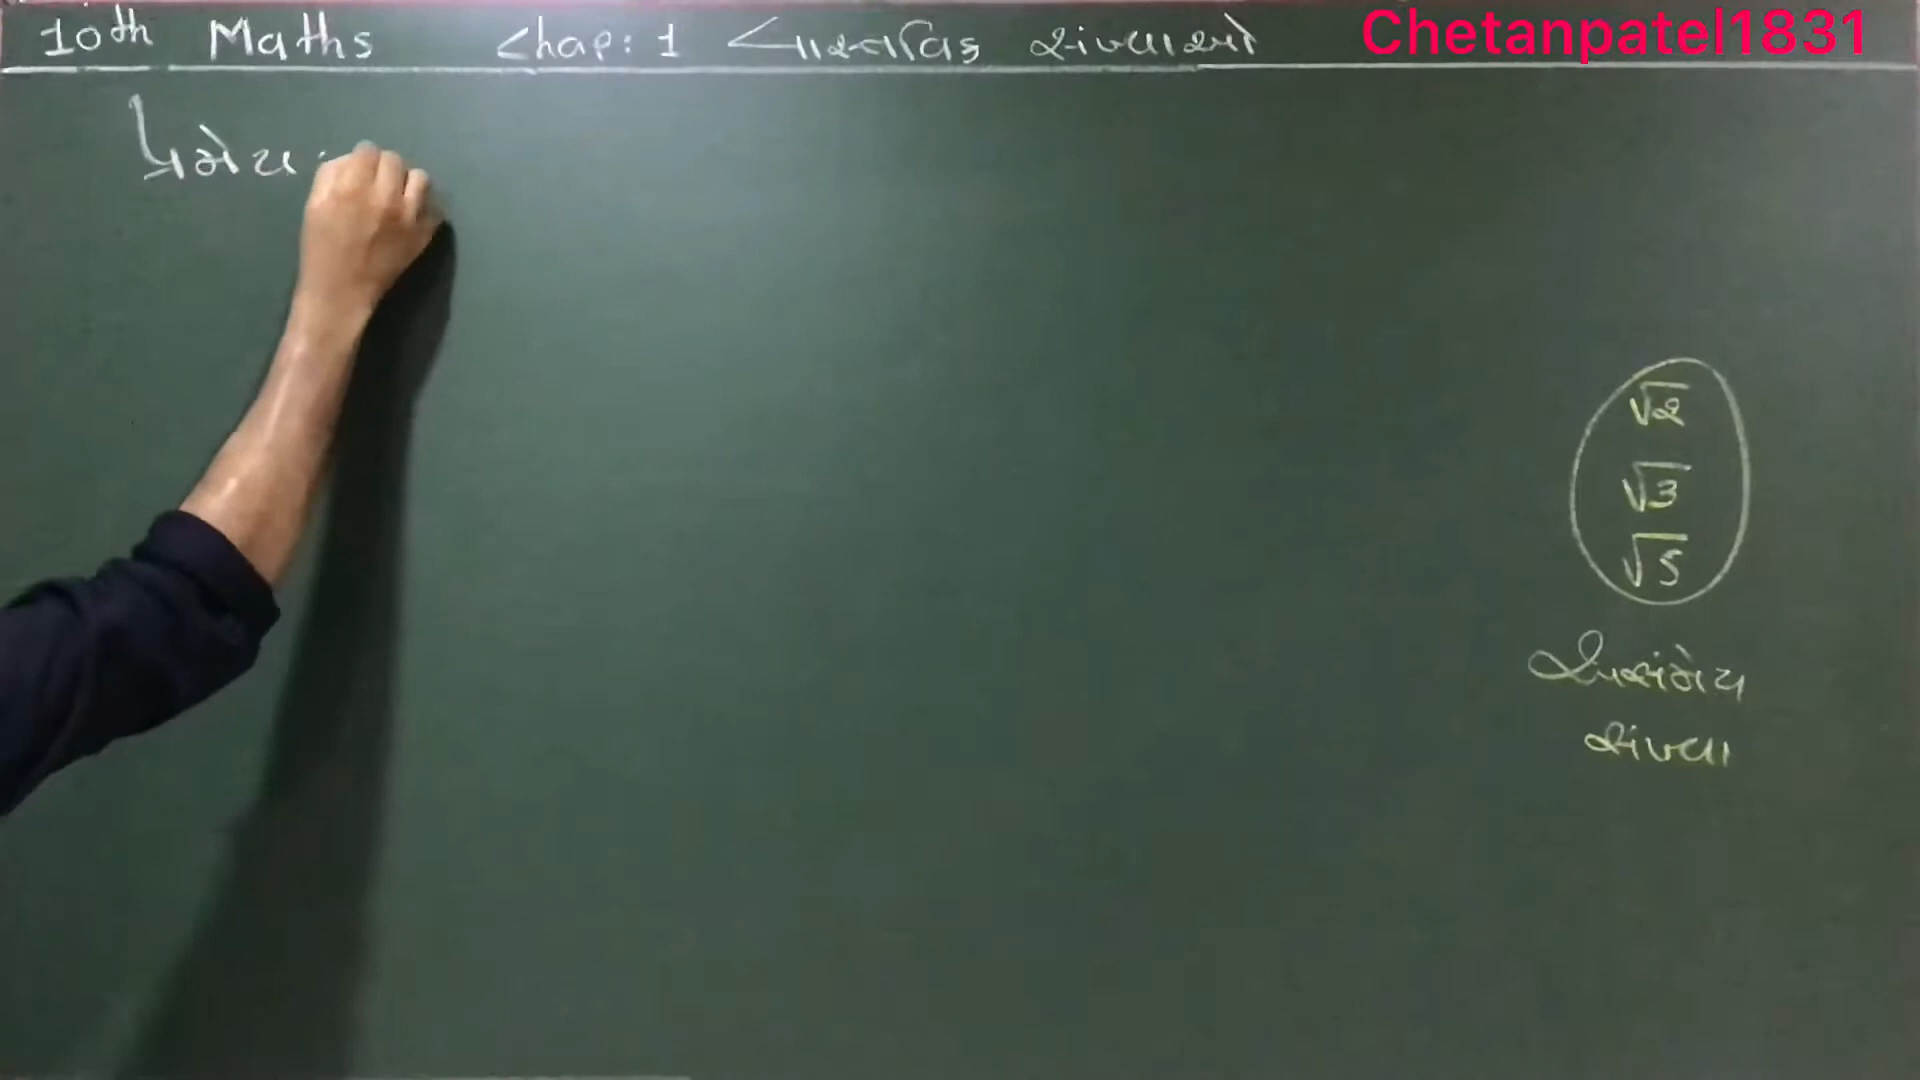 10th Maths Chap: 1 વાસ્તવિક સંખ્યાઓ
Chetanpatel1831
પ્રમેય :
√2
√3
√5
અસંમેય
સંખ્યા